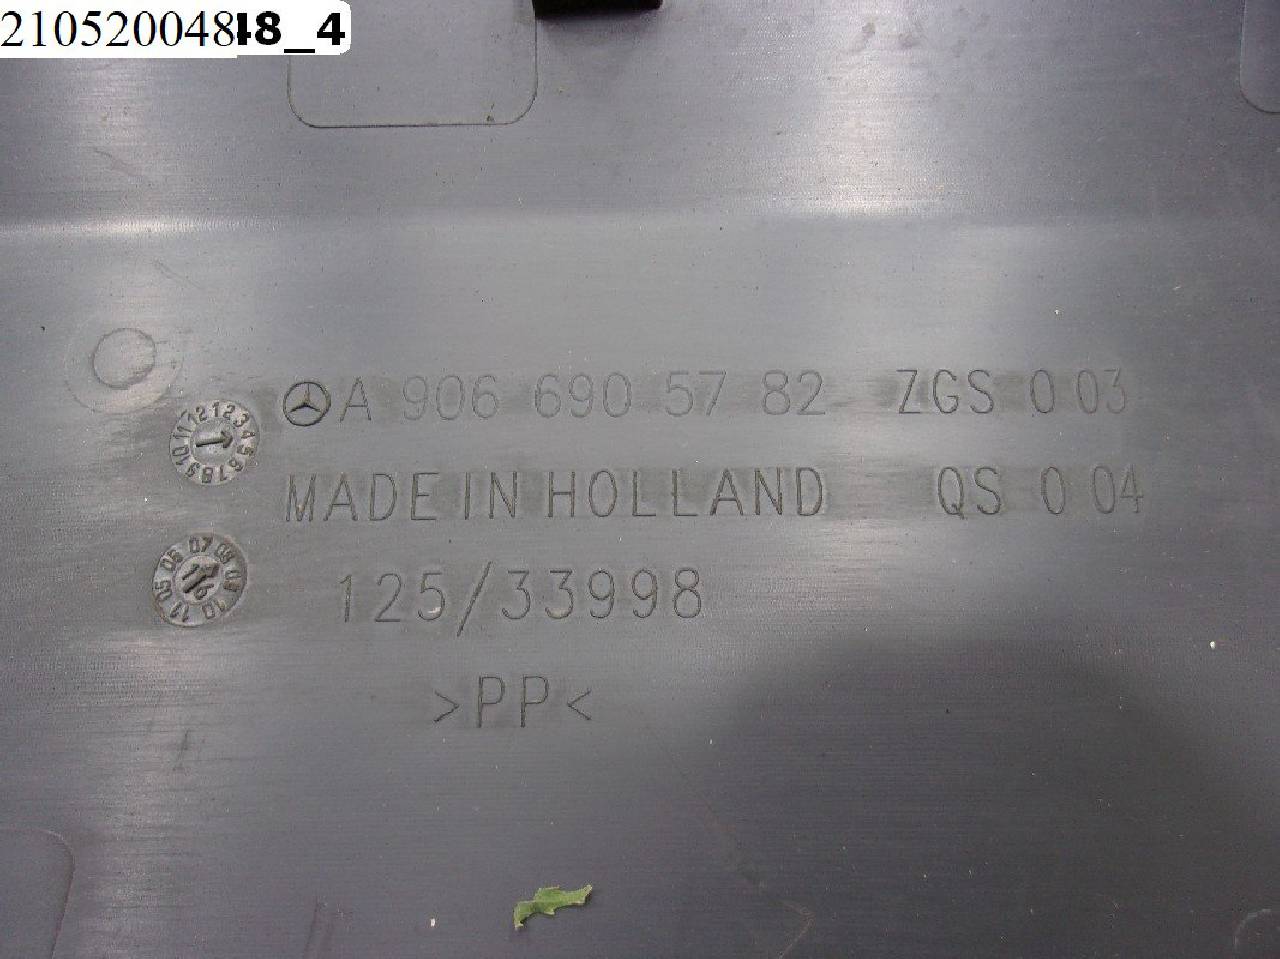 21052004848_4
A 906 690 57 82 ZGS 0 03
MADE IN HOLLAND QS 0 04
125/33998
>PP<